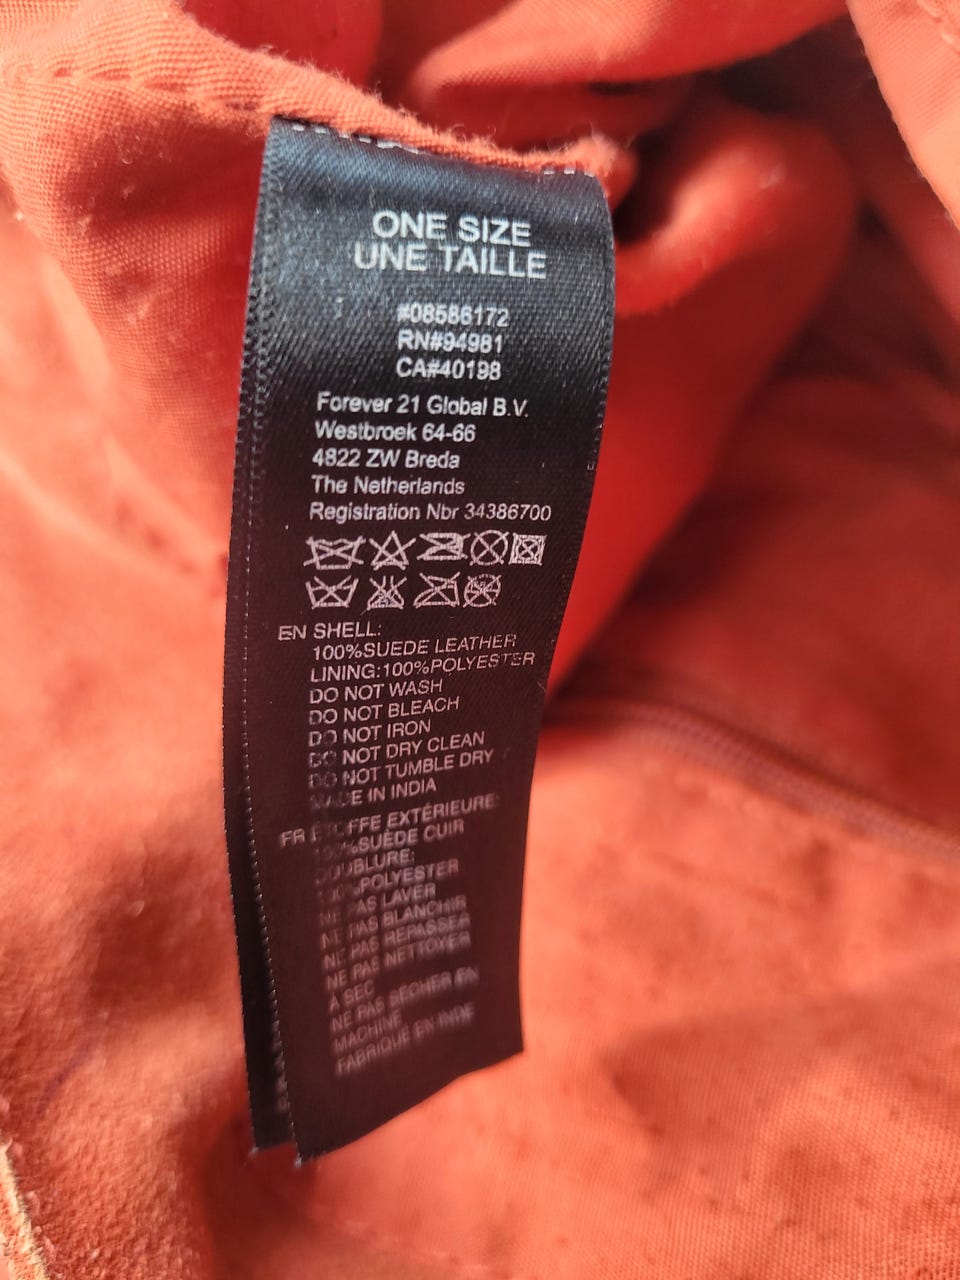 ONE SIZE
UNE TAILLE
#08586172
RN#94981
CA#40198
Forever 21 Global B.V.
Westbroek 64-66
4822 ZW Breda
The Netherlands
Registration Nbr 34386700
EN SHELL:
100%SUEDE LEATHER
LINING:100%POLYESTER
DO NOT WASH
DO NOT BLEACH
DO NOT IRON
DO NOT DRY CLEAN
DO NOT TUMBLE DRY
MADE IN INDIA
FR ETOFFE EXTÉRIEURE:
100%SUÈDE CUIR
DOUBLURE:
100%POLYESTER
NE PAS LAVER
NE PAS BLANCHIR
NE PAS REPASSER
NE PAS NETTOYER
À SEC
NE PAS SÉCHER EN
MACHINE
FABRIQUÉ EN INDE